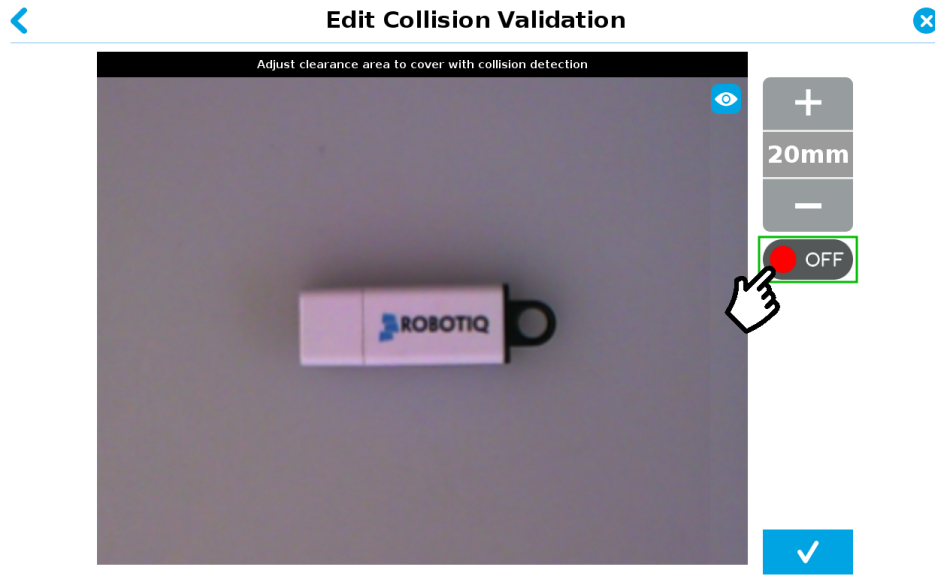 Edit Collision Validation
Adjust clearance area to cover with collision detection
20mm
OFF
ROBOTIQ